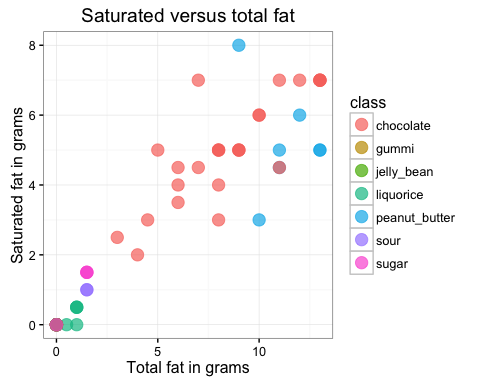 Saturated versus total fat
Saturated fat in grams
8
6
4
2
0
0 5 10
Total fat in grams
class
chocolate
gummi
jelly_bean
liquorice
peanut_butter
sour
sugar